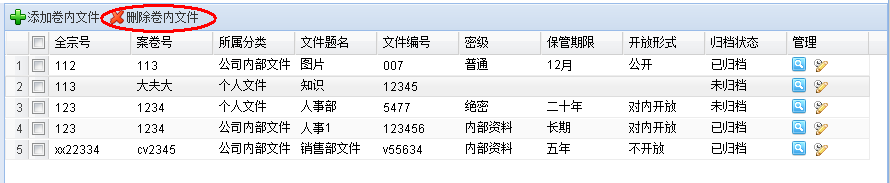 添加卷内文件 删除卷内文件
全宗号 案卷号 所属分类 文件题名 文件编号 密级 保管期限 开放形式 归档状态 管理
1 112 113 公司内部文件 图片 007 普通 12月 公开 已归档
2 113 大夫大 个人文件 知识 12345 未归档
3 123 1234 个人文件 人事部 5477 绝密 二十年 对内开放 未归档
4 123 1234 公司内部文件 人事1 123456 内部资料 长期 对内开放 已归档
5 xx22334 cv2345 公司内部文件 销售部文件 v55634 内部资料 五年 不开放 已归档